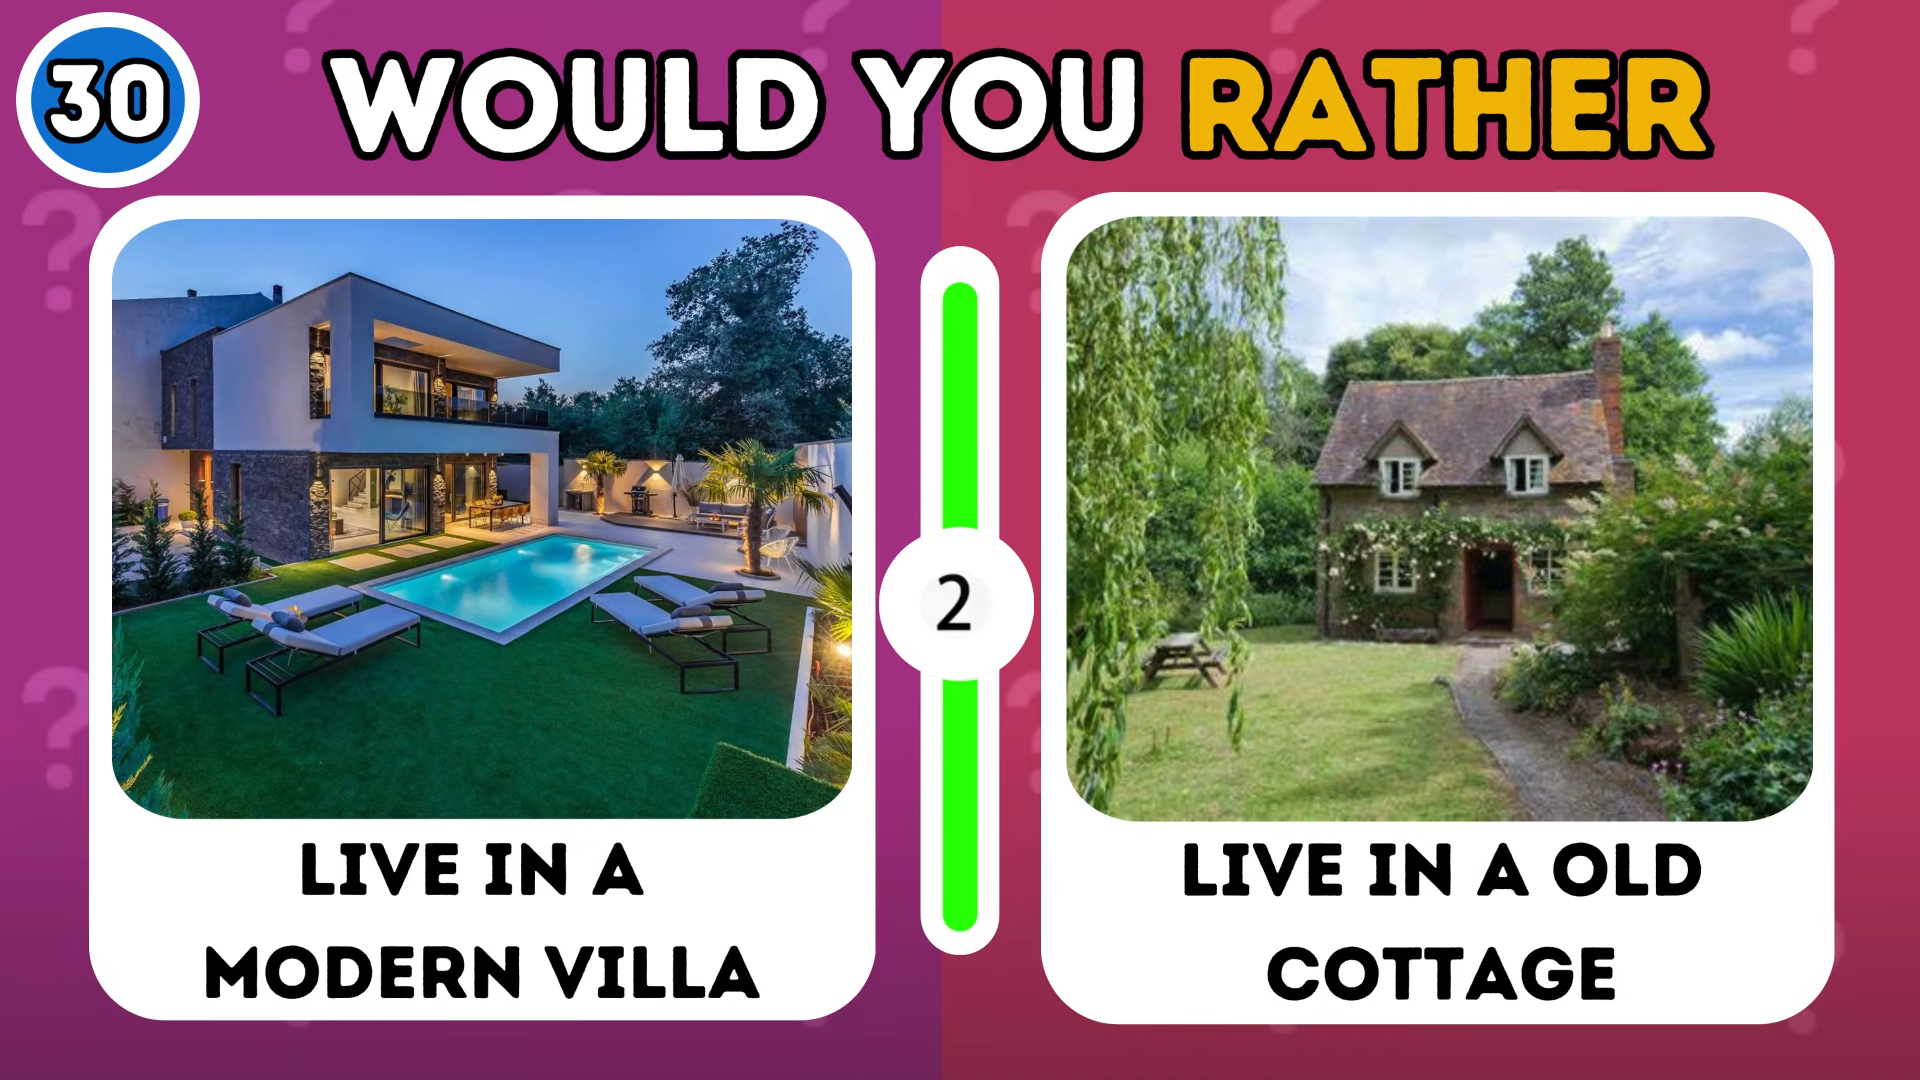 30
WOULD YOU RATHER
LIVE IN A
MODERN VILLA
2
LIVE IN A OLD
COTTAGE